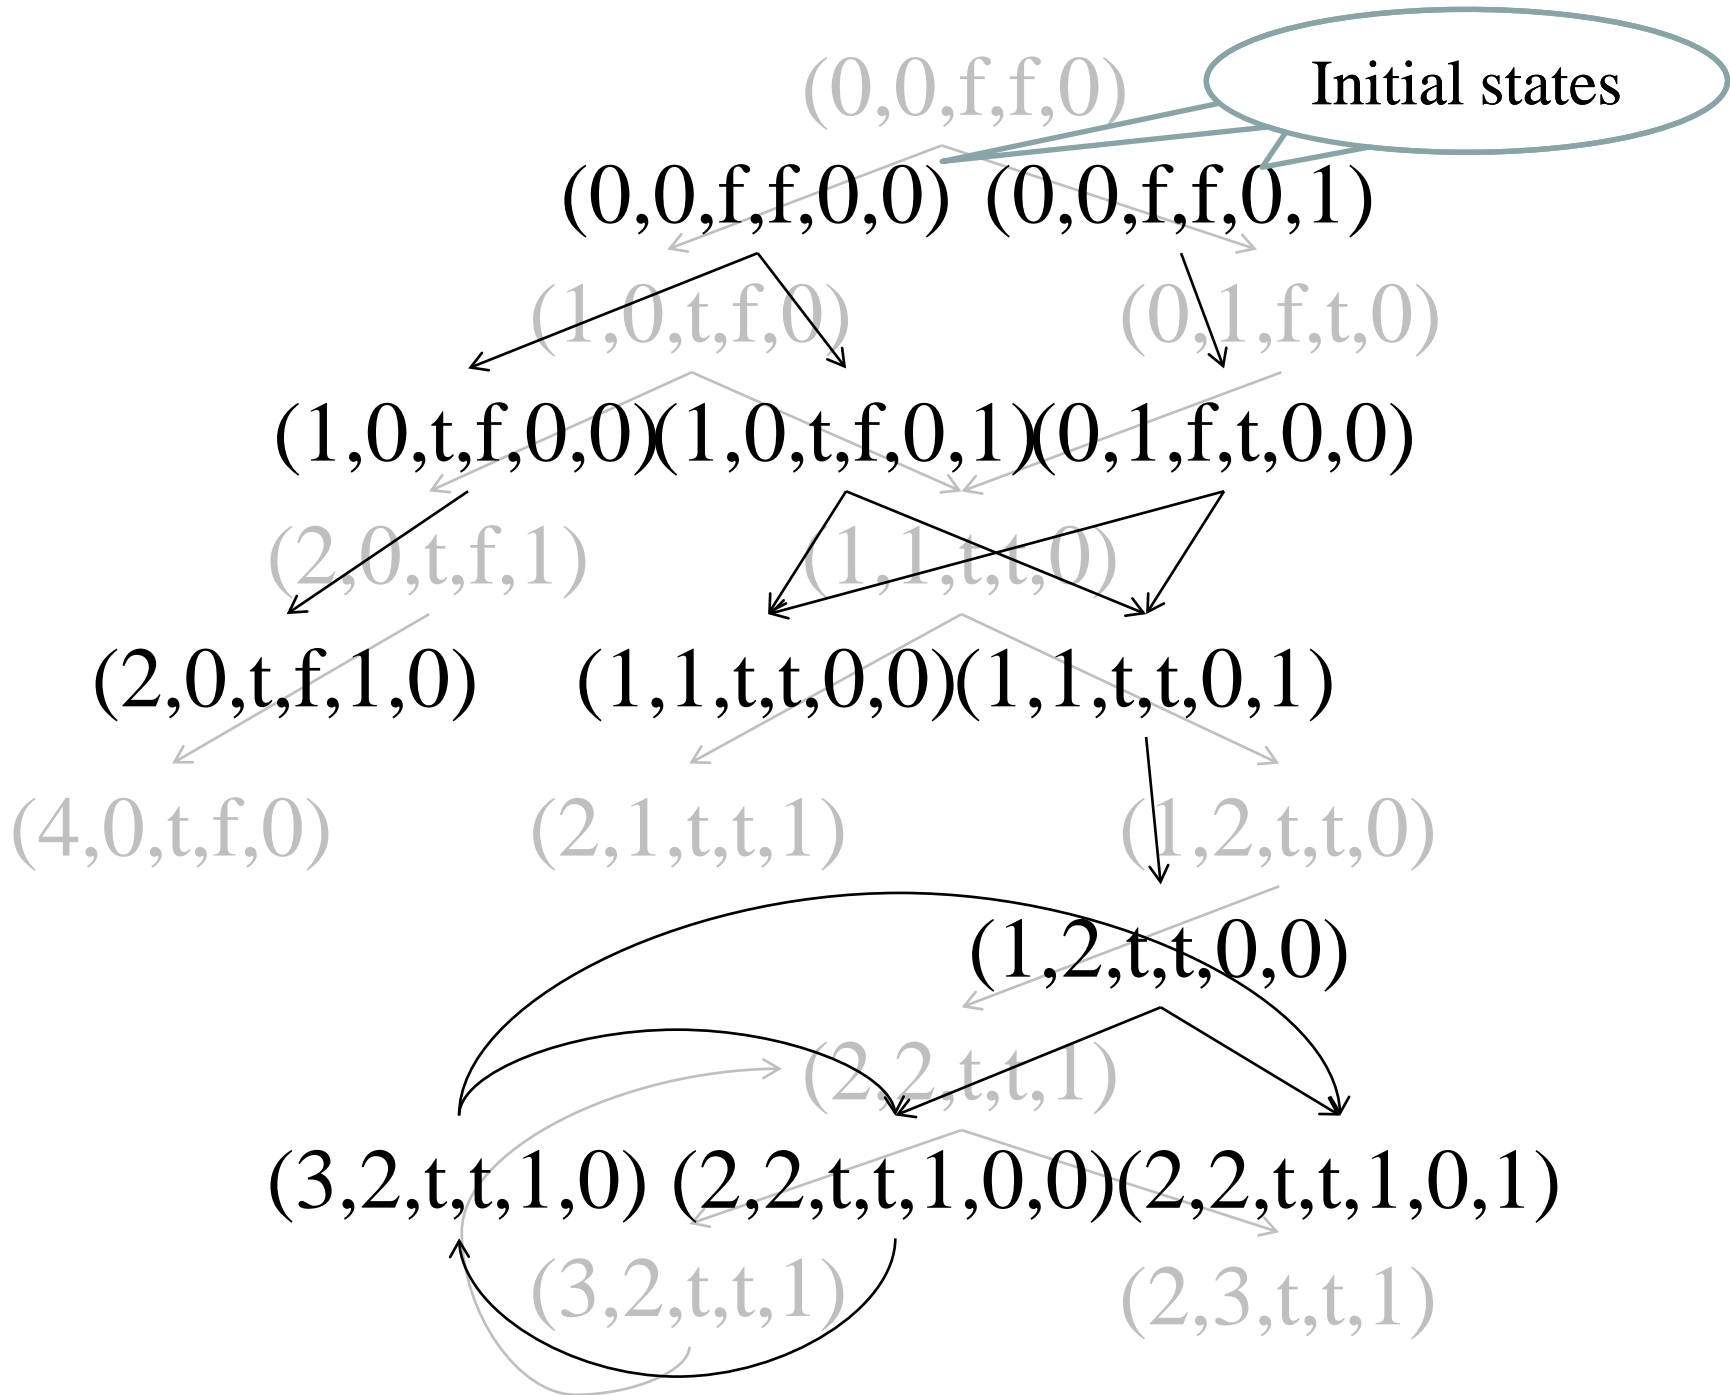 (0,0,f,f,0)
Initial states
(0,0,f,f,0,0) (0,0,f,f,0,1)
(1,0,t,f,0) (0,1,f,t,0)
(1,0,t,f,0,0)(1,0,t,f,0,1)(0,1,f,t,0,0)
(2,0,t,f,1) (1,1,t,t,0)
(2,0,t,f,1,0) (1,1,t,t,0,0)(1,1,t,t,0,1)
(4,0,t,f,0) (2,1,t,t,1) (1,2,t,t,0)
(1,2,t,t,0,0)
(2,2,t,t,1)
(3,2,t,t,1,0) (2,2,t,t,1,0,0)(2,2,t,t,1,0,1)
(3,2,t,t,1) (2,3,t,t,1)